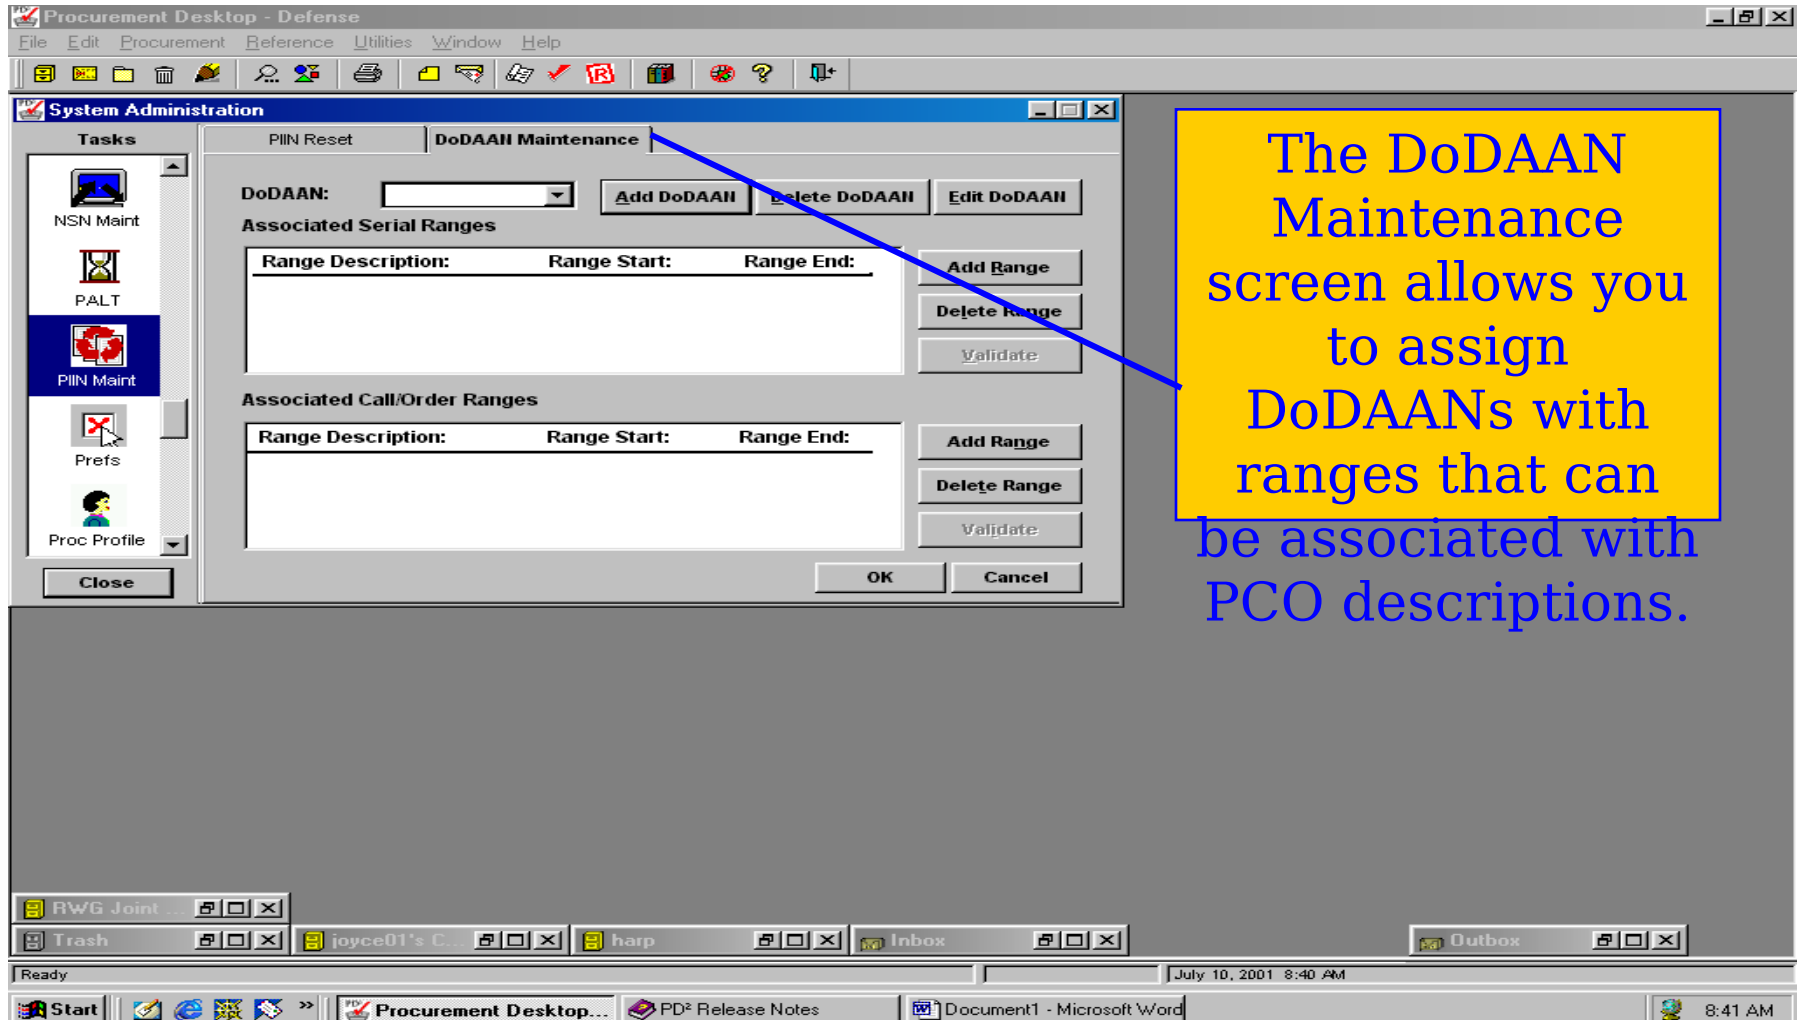 Procurement Desktop - Defense
File Edit Procurement Reference Utilities Window Help
System Administration
Tasks
PIIN Reset
DoDAAN Maintenance
NSN Maint
PALT
PIIN Maint
Prefs
Proc Profile
Close
DoDAAN:
Add DoDAAN
Delete DoDAAN
Edit DoDAAN
Associated Serial Ranges
Range Description: Range Start: Range End:
Add Range
Delete Range
Validate
Associated Call/Order Ranges
Range Description: Range Start: Range End:
Add Range
Delete Range
Validate
OK
Cancel
The DoDAAN
Maintenance
screen allows you
to assign
DoDAANs with
ranges that can
be associated with
PCO descriptions.
RWG Joint ...
Trash
joyce01's C...
harp
Inbox
Outbox
Ready
July 10, 2001 8:40 AM
Start
»
Procurement Desktop...
PD² Release Notes
Document1 - Microsoft Word
8:41 AM